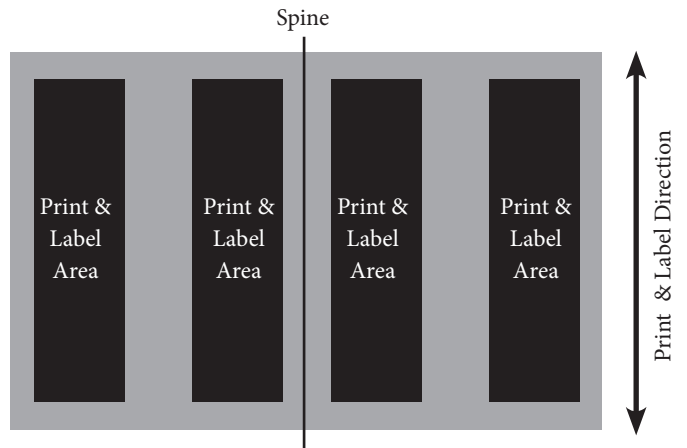 Spine
Print &
Label
Area
Print &
Label
Area
Print &
Label
Area
Print &
Label
Area
Print & Label Direction